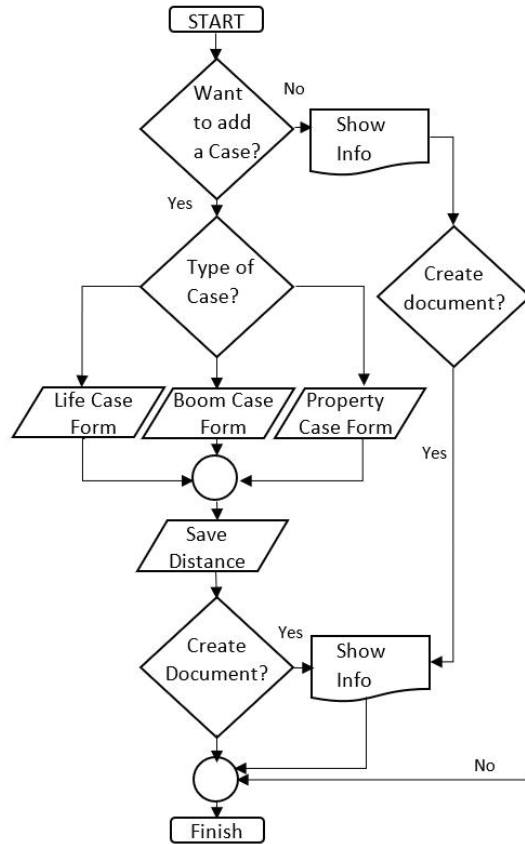 START
Want
to add
a Case?
No
Show
Info
Yes
Type of
Case?
Create
document?
Life Case
Form
Boom Case
Form
Property
Case Form
Yes
Save
Distance
Create
Document?
Yes
Show
Info
No
Finish